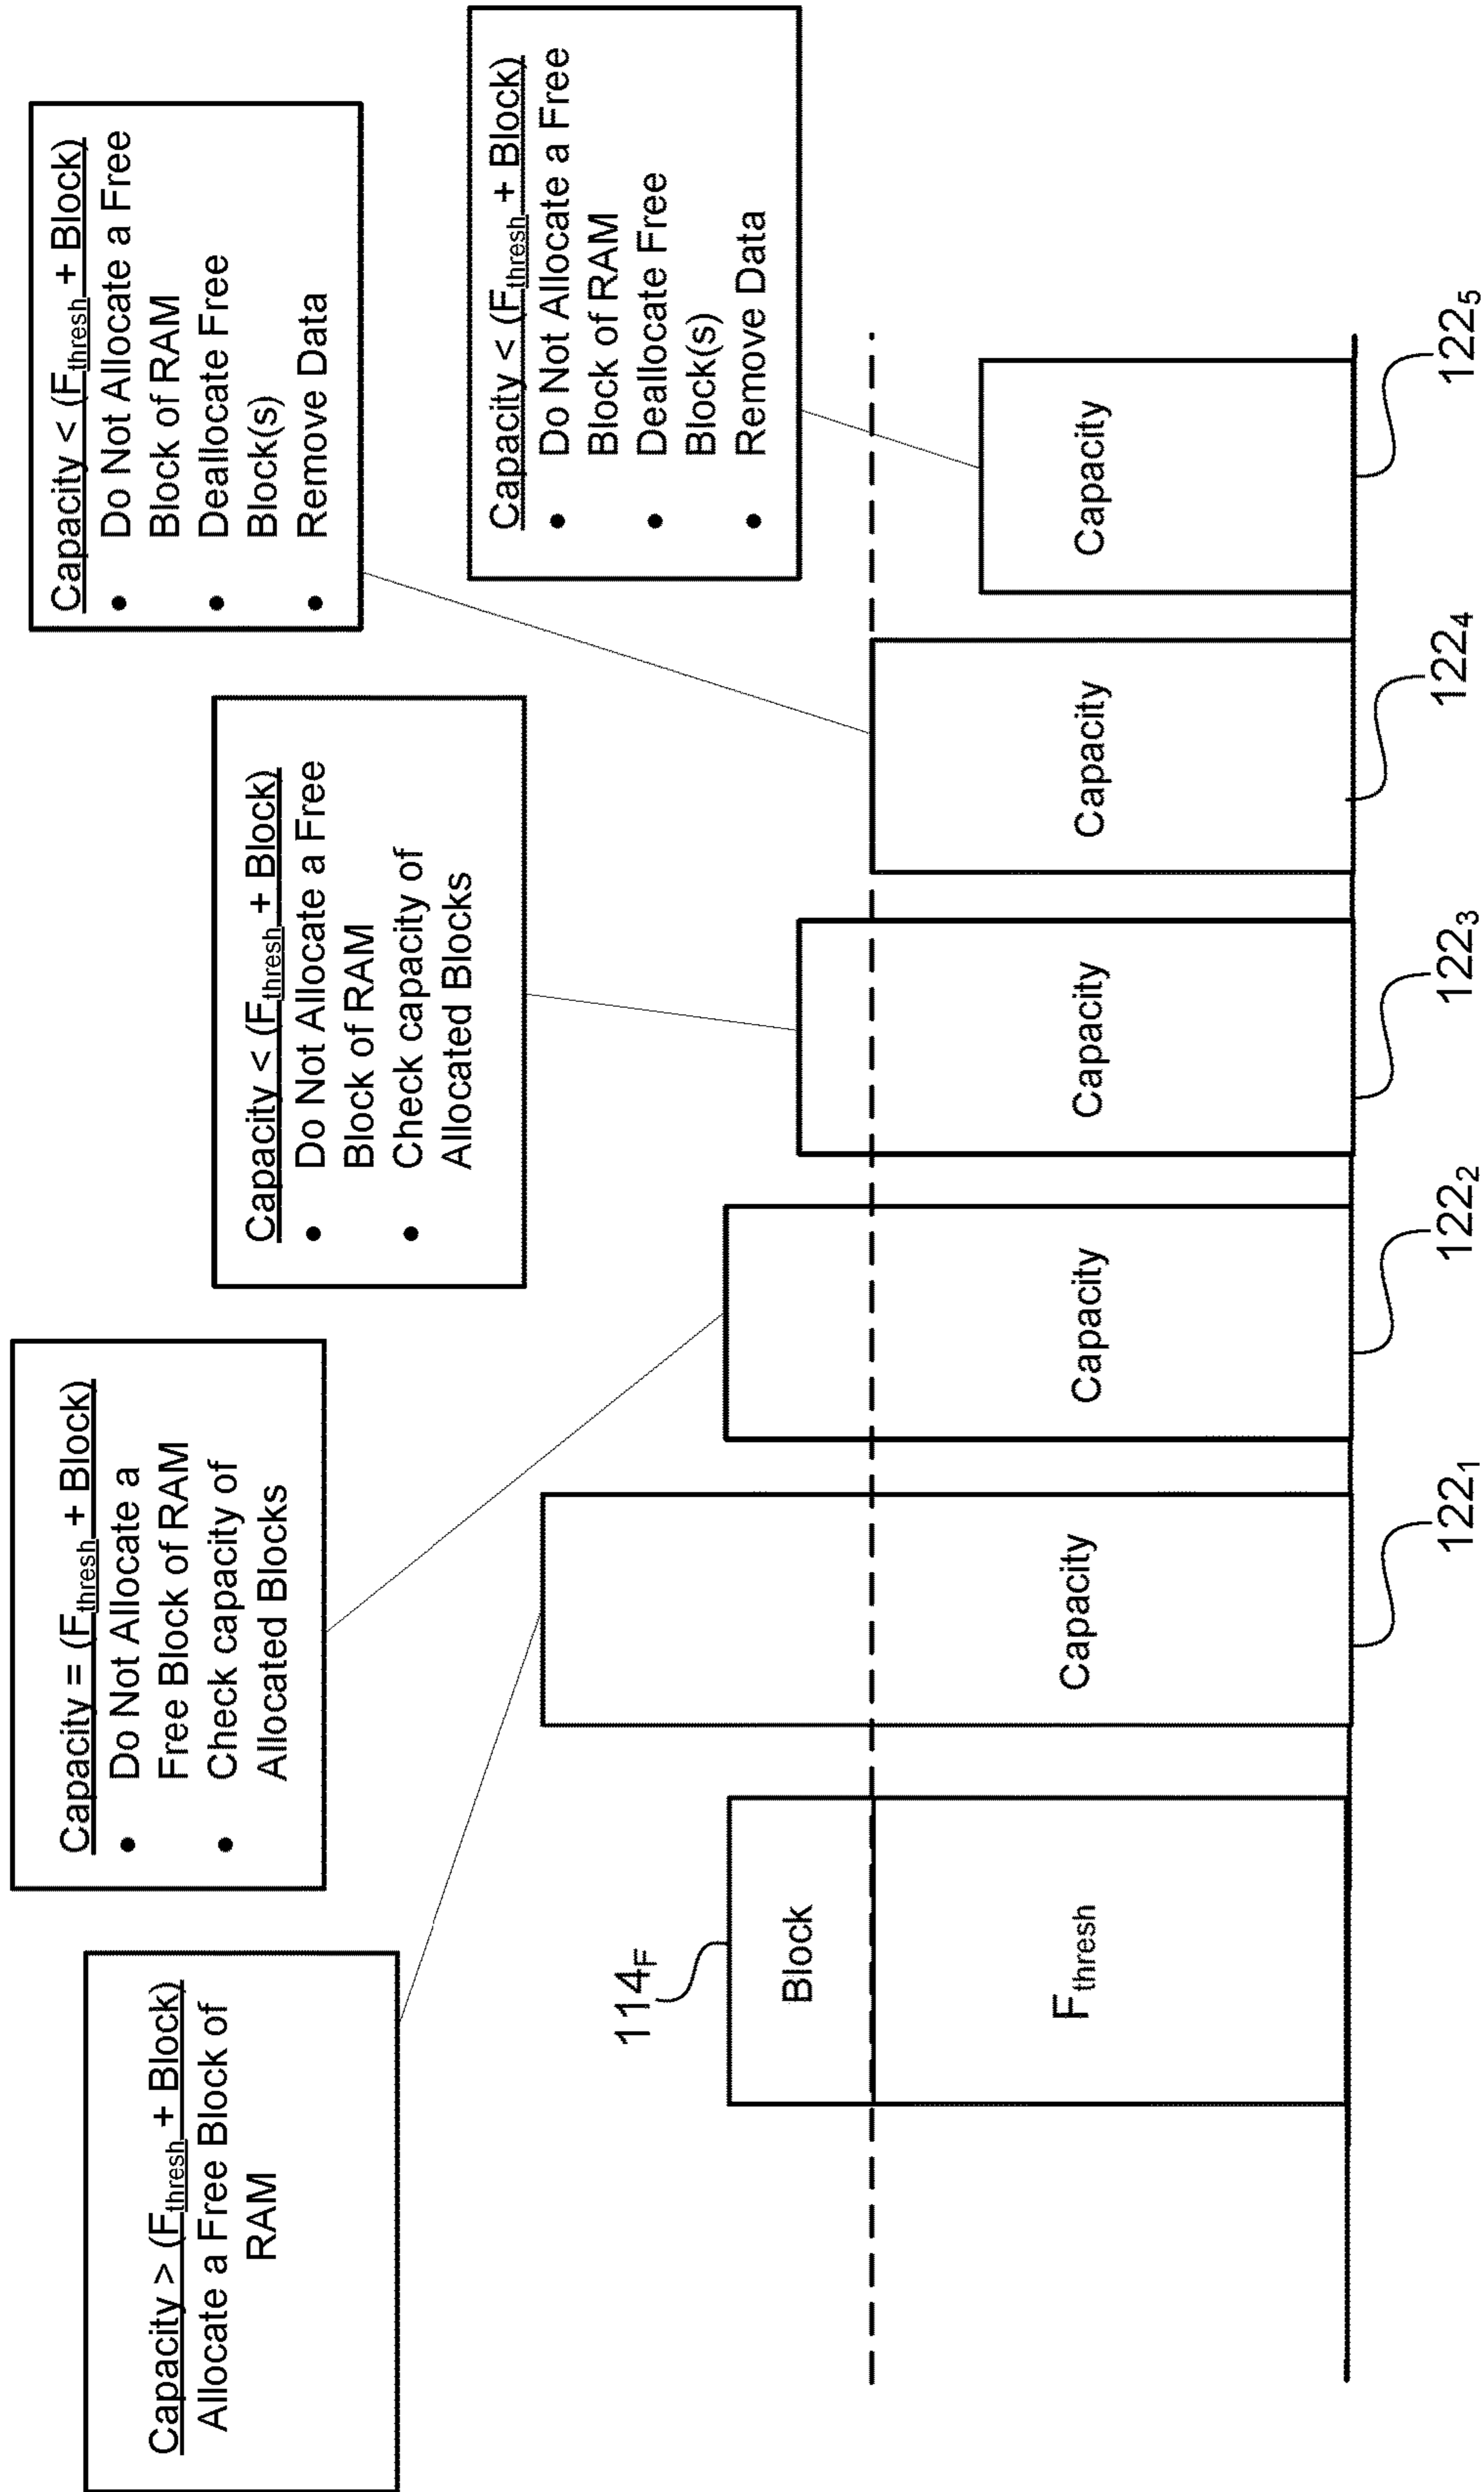 Capacity > (Fthresh + Block)
Allocate a Free Block of
RAM
Capacity = (Fthresh + Block)
• Do Not Allocate a
Free Block of RAM
• Check capacity of
Allocated Blocks
Capacity < (Fthresh + Block)
• Do Not Allocate a Free
Block of RAM
• Check capacity of
Allocated Blocks
Capacity < (Fthresh + Block)
• Do Not Allocate a Free
Block of RAM
• Deallocate Free
Block(s)
• Remove Data
Capacity < (Fthresh + Block)
• Do Not Allocate a Free
Block of RAM
• Deallocate Free
Block(s)
• Remove Data
114F
Block
Fthresh
Capacity
Capacity
Capacity
Capacity
Capacity
122₁
122₂
122₃
122₄
122₅